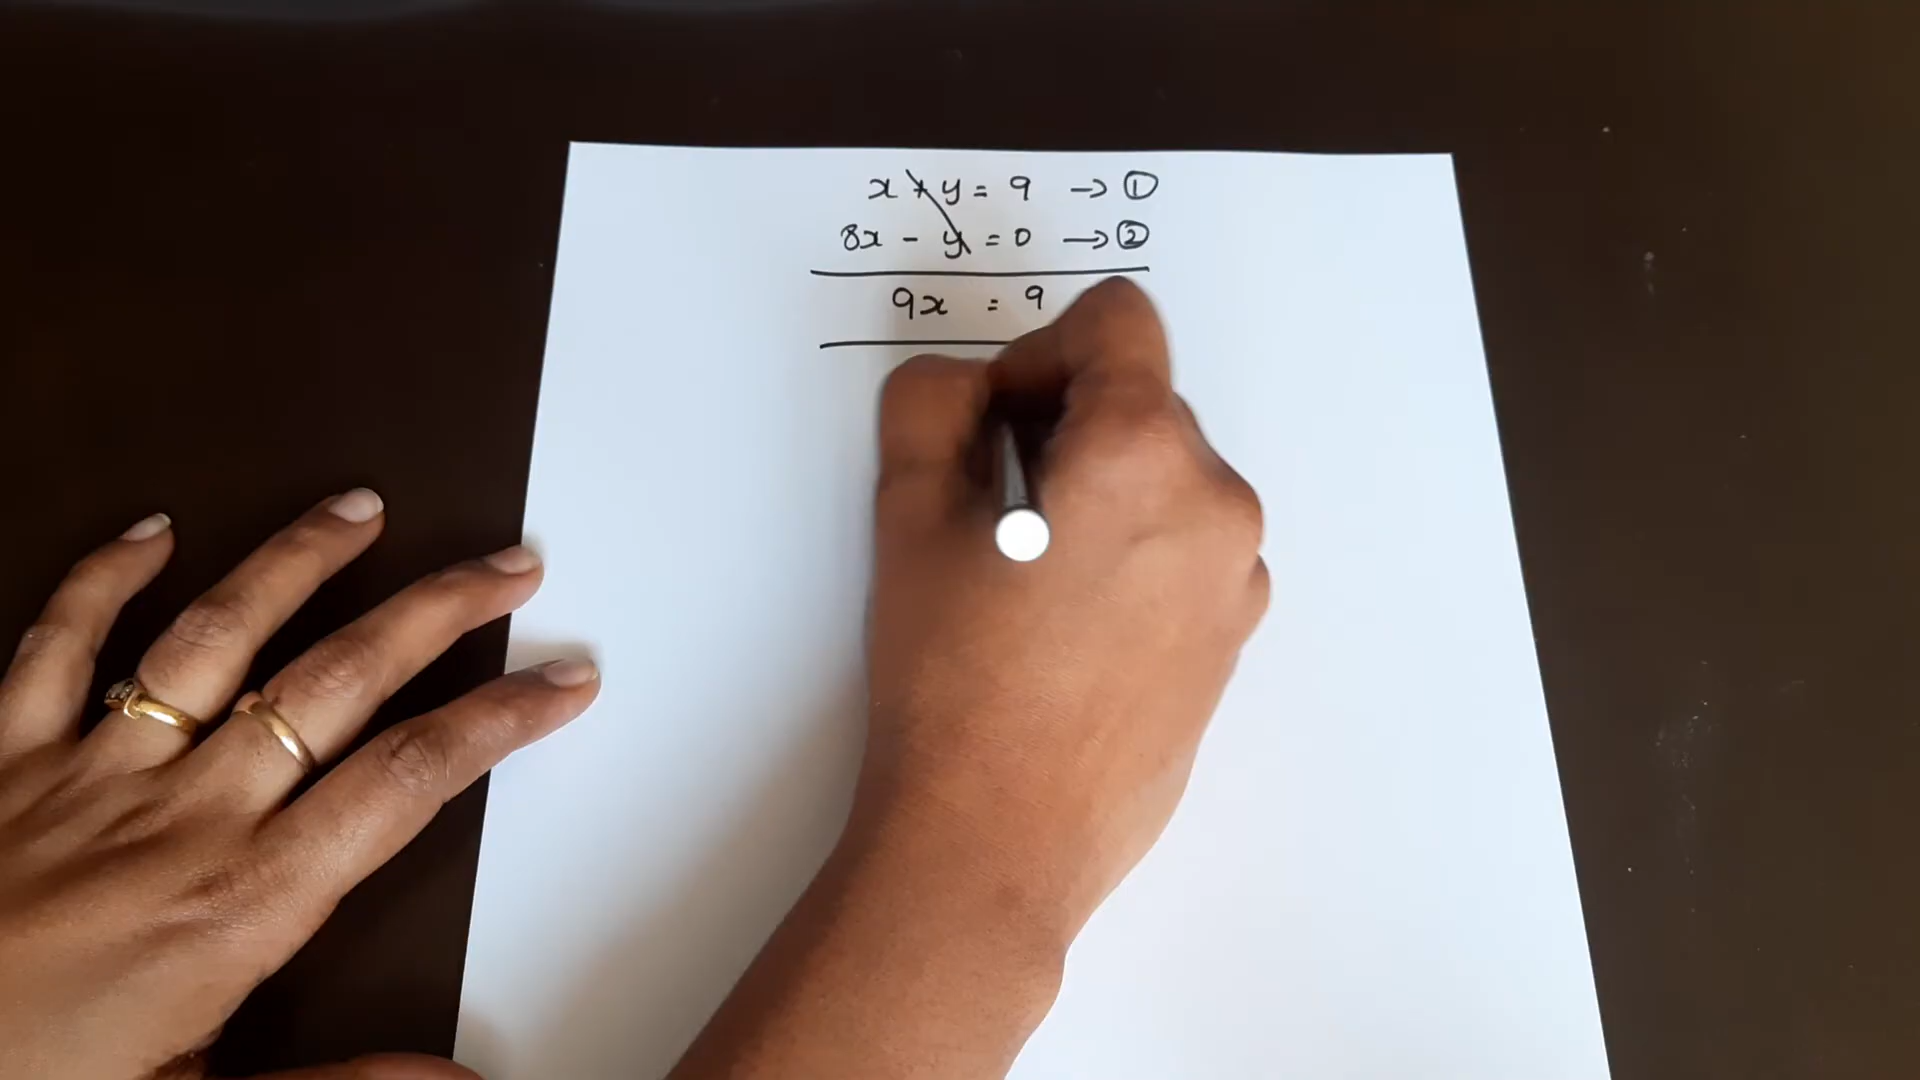 x + y = 9 → ①
8x - y = 0 → ②
9x = 9